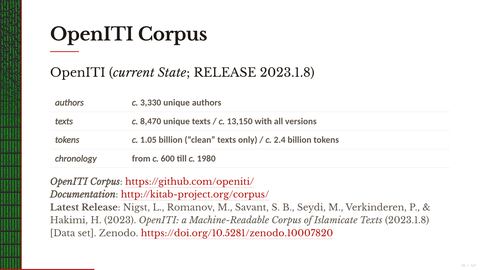 OpenITI Corpus
OpenITI (current State; RELEASE 2023.1.8)
authors c. 3,330 unique authors
texts c. 8,470 unique texts / c. 13,150 with all versions
tokens c. 1.05 billion (“clean” texts only) / c. 2.4 billion tokens
chronology from c. 600 till c. 1980
OpenITI Corpus: https://github.com/openiti/
Documentation: http://kitab-project.org/corpus/
Latest Release: Nigst, L., Romanov, M., Savant, S. B., Seydi, M., Verkinderen, P., &
Hakimi, H. (2023). OpenITI: a Machine-Readable Corpus of Islamicate Texts (2023.1.8)
[Data set]. Zenodo. https://doi.org/10.5281/zenodo.10007820